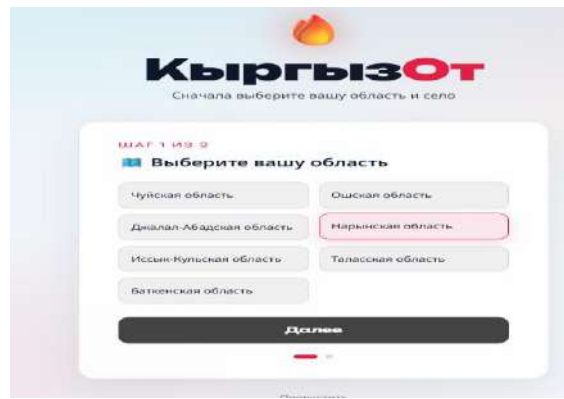 КыргызОт
Сначала выберите вашу область и село
ШАГ 1 ИЗ 2
Выберите вашу область
Чуйская область
Ошская область
Джалал-Абадская область
Нарынская область
Иссык-Кульская область
Таласская область
Баткенская область
Далее